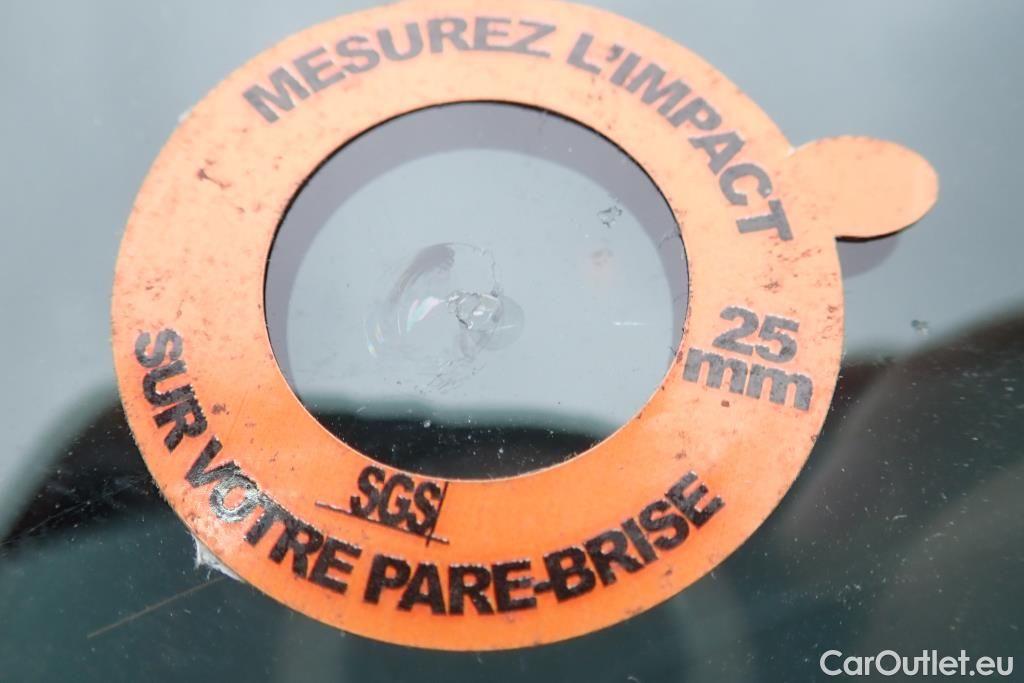 MESUREZ L'IMPACT
25
mm
SGS
SUR VOTRE PARE-BRISE
CarOutlet.eu